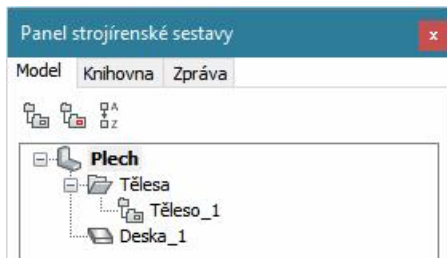 Panel strojírenské sestavy x
Model Knihovna Zpráva
A
Z
Plech
Tělesa
Těleso_1
Deska_1